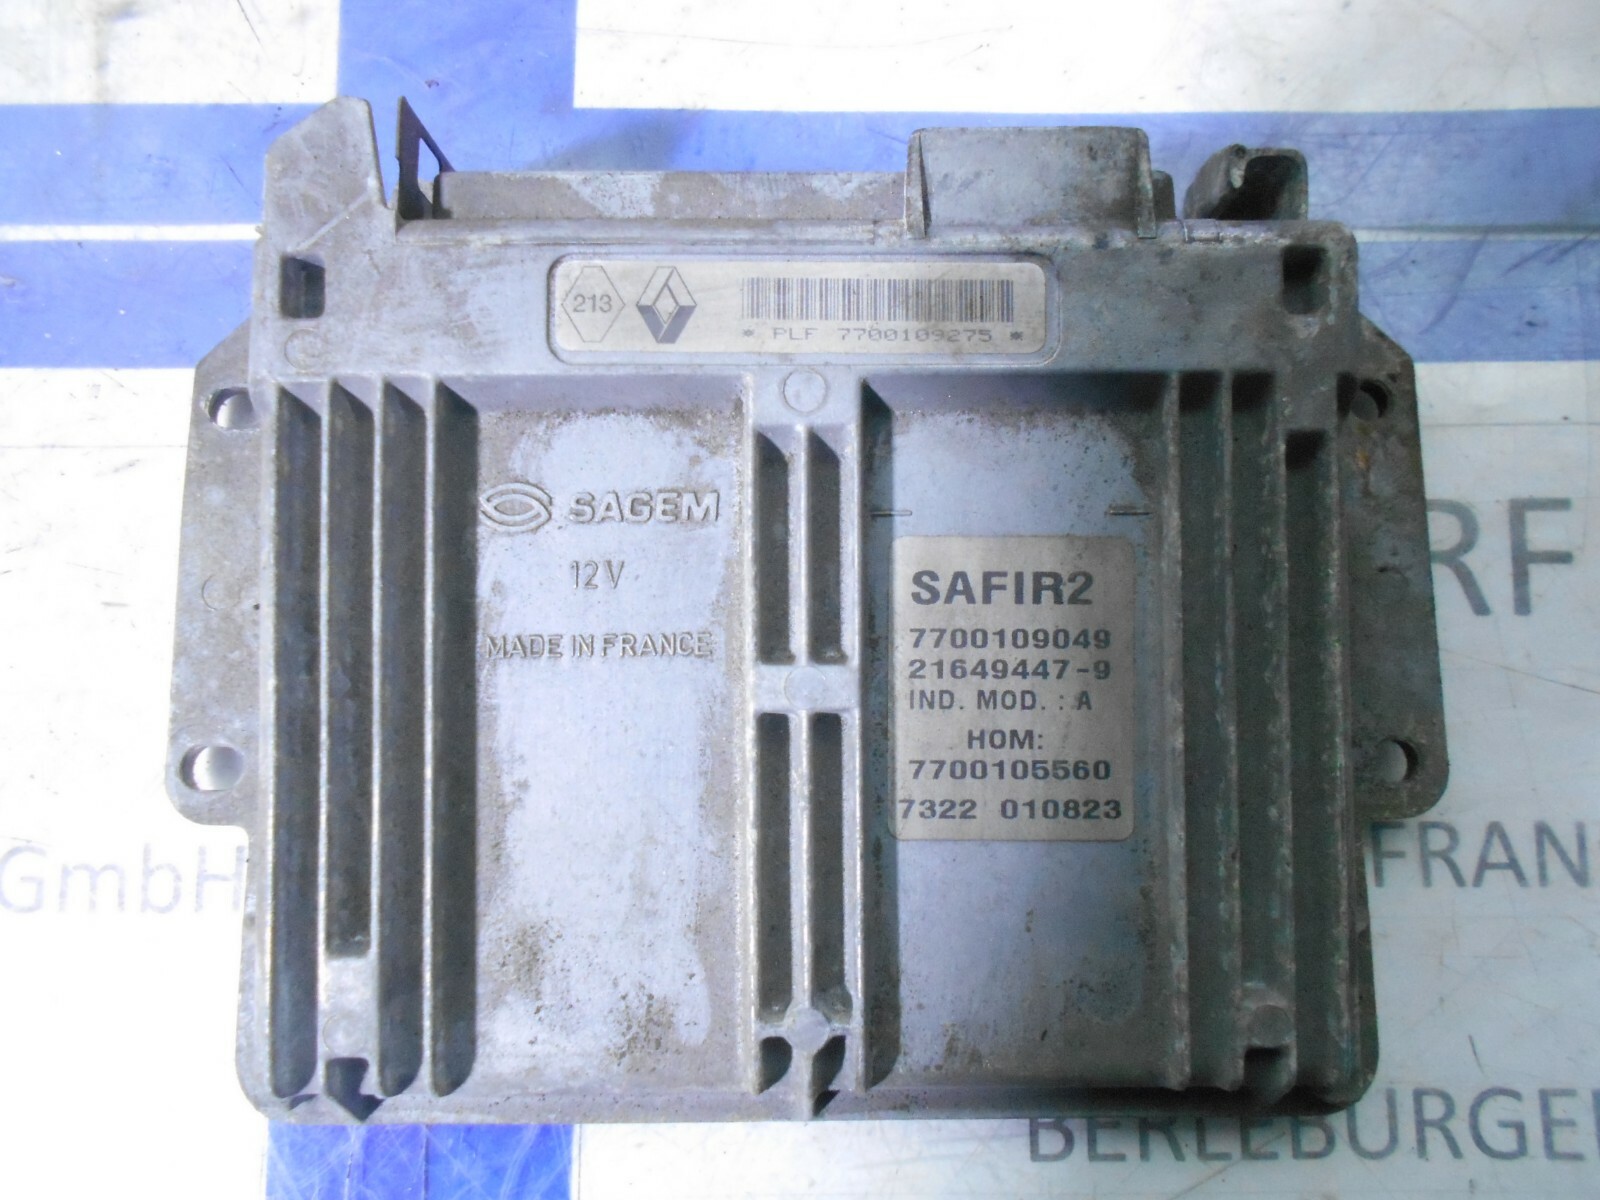 213
* PLF 7700109275 *
SAGEM
12V
MADE IN FRANCE
SAFIR2
7700109049
21649447-9
IND. MOD. : A
HOM:
7700105560
7322 010823
RF
GmbH
FRAN
BERLEBURGE